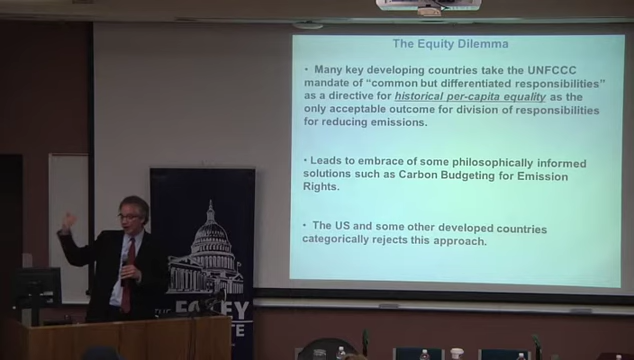 The Equity Dilemma
• Many key developing countries take the UNFCCC
mandate of "common but differentiated responsibilities"
as a directive for historical per-capita equality as the
only acceptable outcome for division of responsibilities
for reducing emissions.
• Leads to embrace of some philosophically informed
solutions such as Carbon Budgeting for Emission
Rights.
• The US and some other developed countries
categorically rejects this approach.
THE